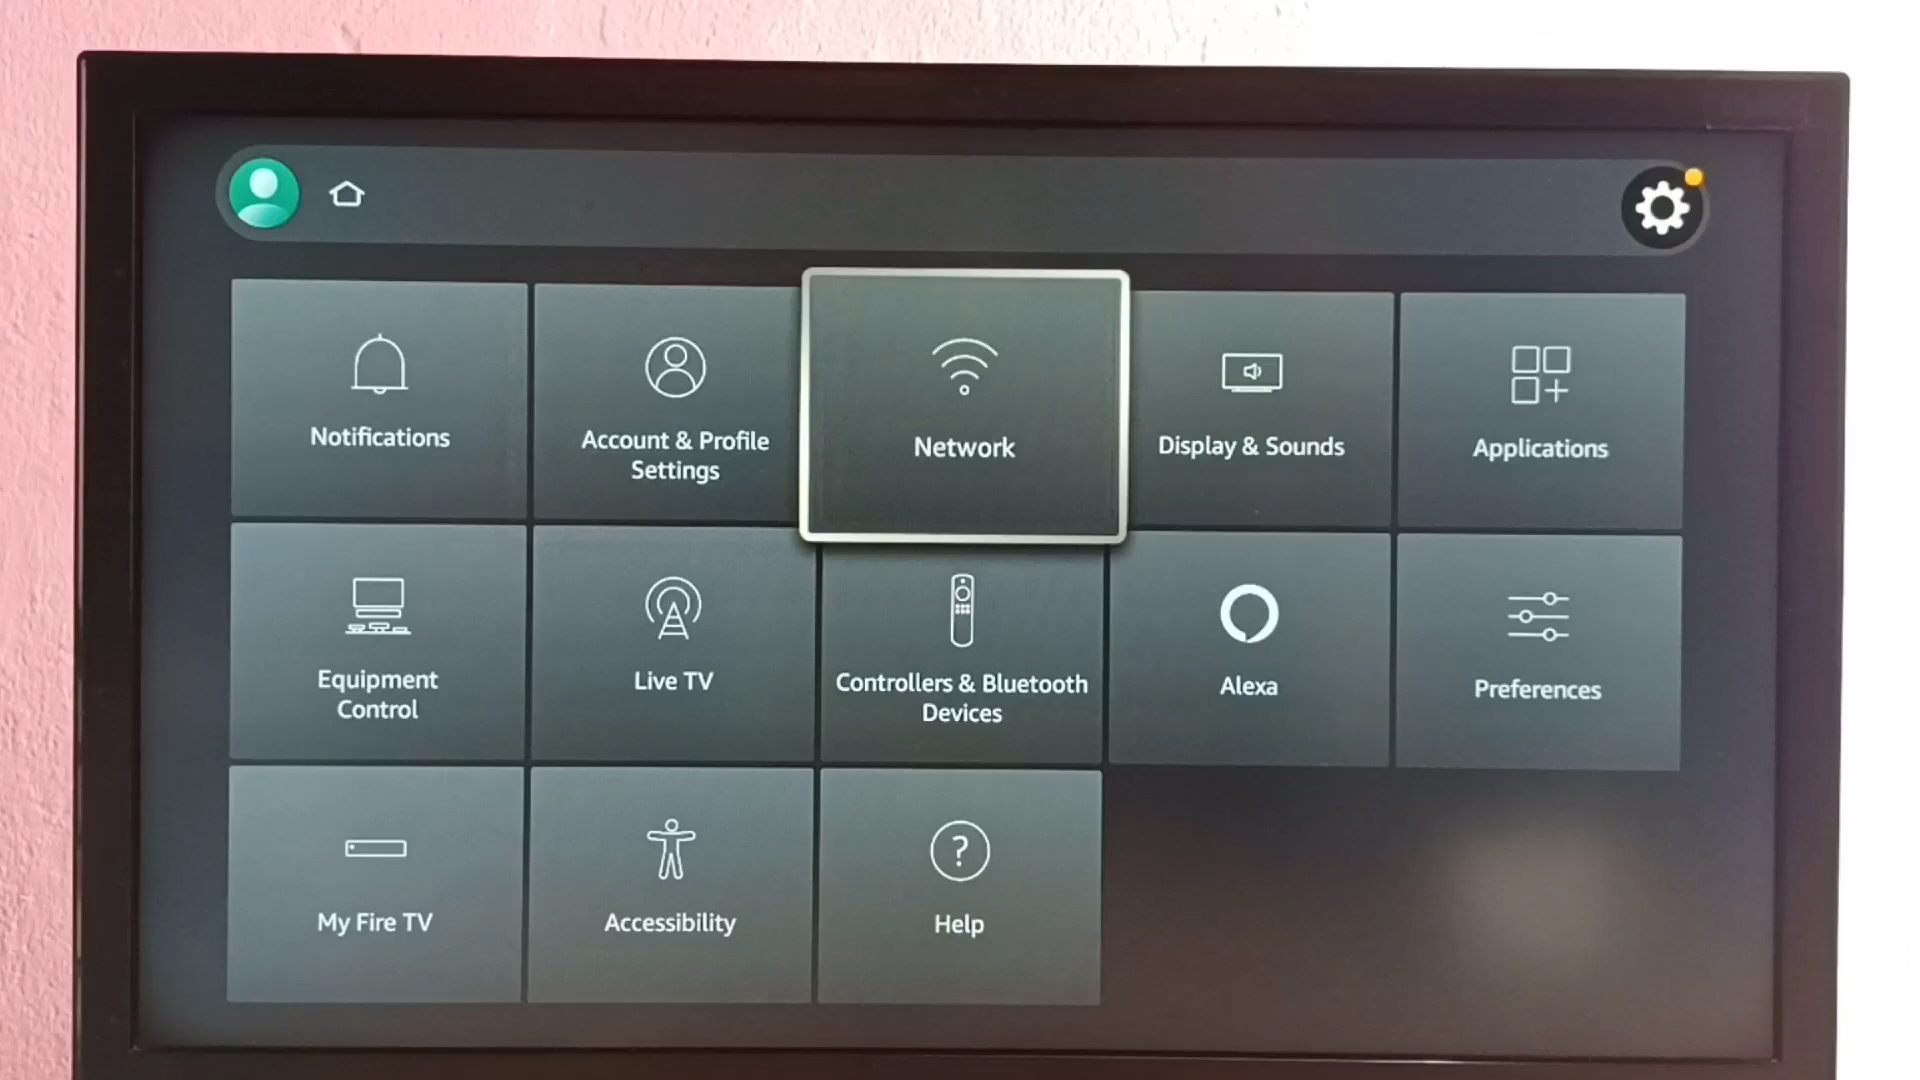 Notifications
Account & Profile
Settings
Network
Display & Sounds
Applications
Equipment
Control
Live TV
Controllers & Bluetooth
Devices
Alexa
Preferences
My Fire TV
Accessibility
?
Help